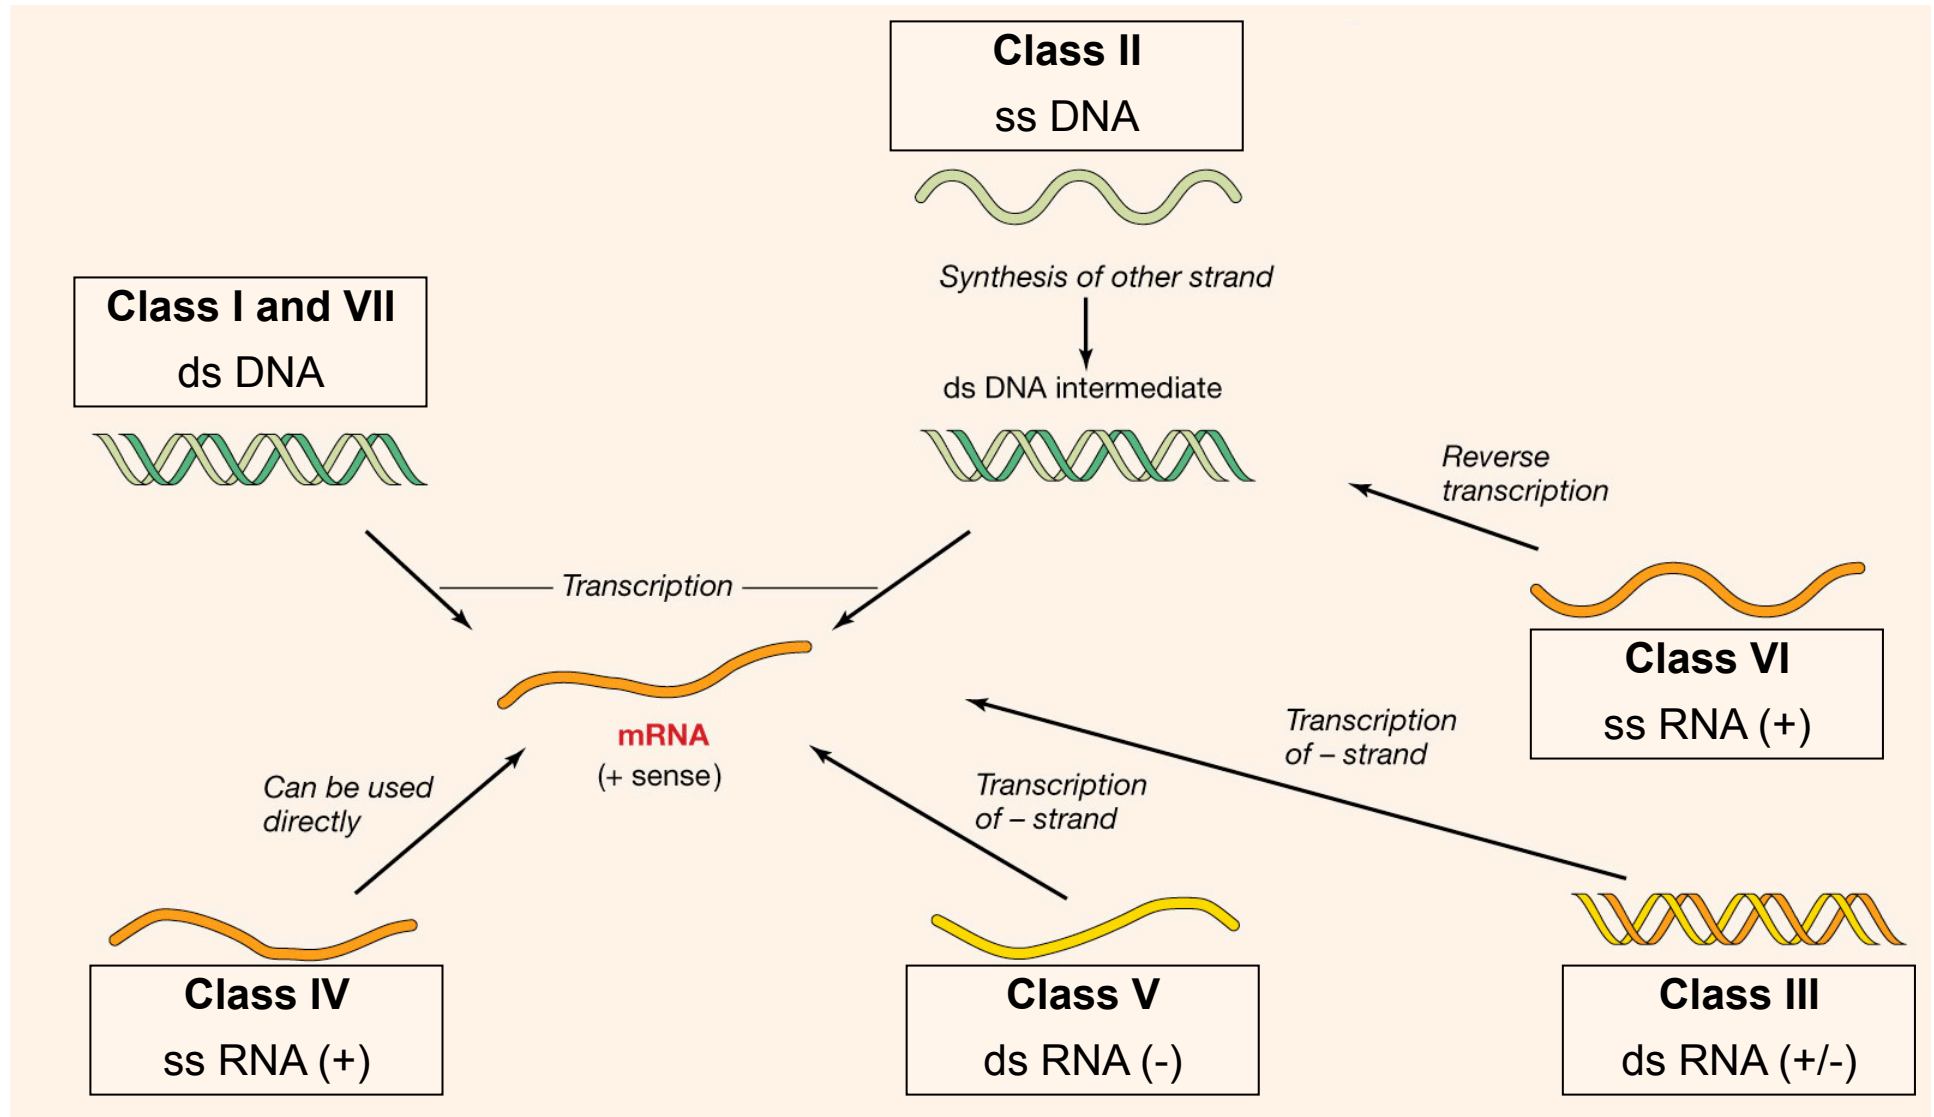 Class II
ss DNA
Synthesis of other strand
ds DNA intermediate
Class I and VII
ds DNA
Reverse
transcription
Transcription
Class VI
ss RNA (+)
mRNA
(+ sense)
Can be used
directly
Transcription
of – strand
Transcription
of – strand
Class IV
ss RNA (+)
Class V
ds RNA (-)
Class III
ds RNA (+/-)